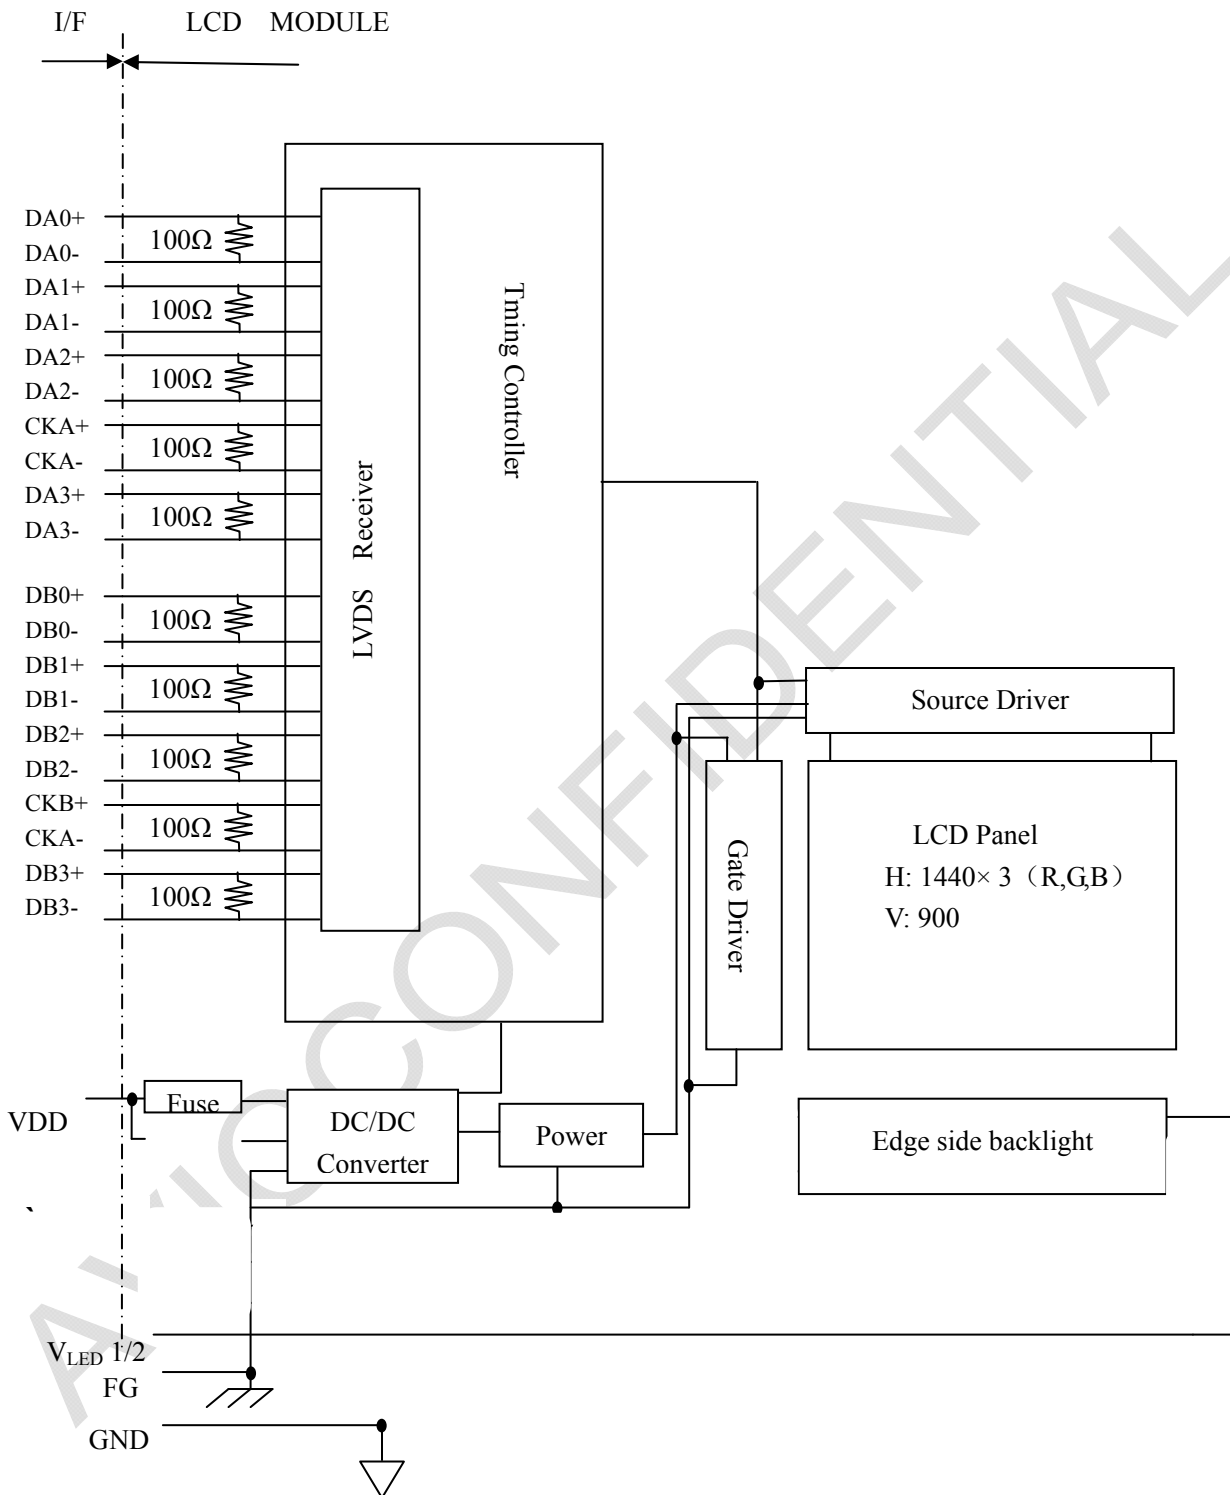 I/F LCD MODULE
DA0+
100Ω
DA0-
DA1+
100Ω
DA1-
DA2+
100Ω
DA2-
CKA+
100Ω
CKA-
DA3+
100Ω
DA3-
DB0+
100Ω
DB0-
DB1+
100Ω
DB1-
DB2+
100Ω
DB2-
CKB+
100Ω
CKA-
DB3+
100Ω
DB3-
LVDS Receiver
Tming Controller
Source Driver
Gate Driver
LCD Panel
H: 1440× 3（R,G,B）
V: 900
VDD
Fuse
DC/DC
Converter
Power
Edge side backlight
VLED 1/2
FG
GND
AVIC CONFIDENTIAL